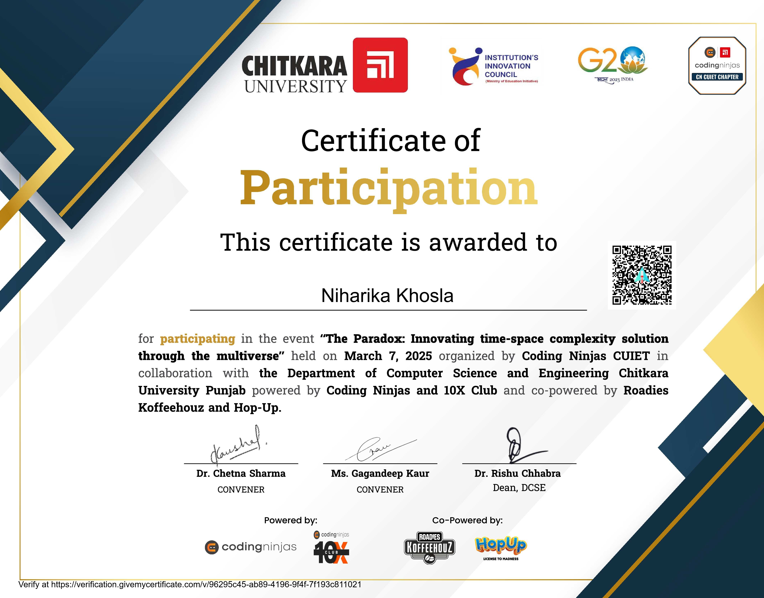 CHITKARA
UNIVERSITY
INSTITUTION'S
INNOVATION
COUNCIL
(Ministry of Education Initiative)
G20
2023 INDIA
codingninjas
CN CUIET CHAPTER
Certificate of
Participation
This certificate is awarded to
Niharika Khosla
for participating in the event "The Paradox: Innovating time-space complexity solution
through the multiverse" held on March 7, 2025 organized by Coding Ninjas CUIET in
collaboration with the Department of Computer Science and Engineering Chitkara
University Punjab powered by Coding Ninjas and 10X Club and co-powered by Roadies
Koffeehouz and Hop-Up.
Dr. Chetna Sharma
CONVENER
Ms. Gagandeep Kaur
CONVENER
Dr. Rishu Chhabra
Dean, DCSE
Powered by:
Co-Powered by:
codingninjas
codingninjas
10X
CLUB
ROADIES
KOFFEEHOUZ
HopUp
LICENSE TO MADNESS
Verify at https://verification.givemycertificate.com/v/96295c45-ab89-4196-9f4f-7f193c811021